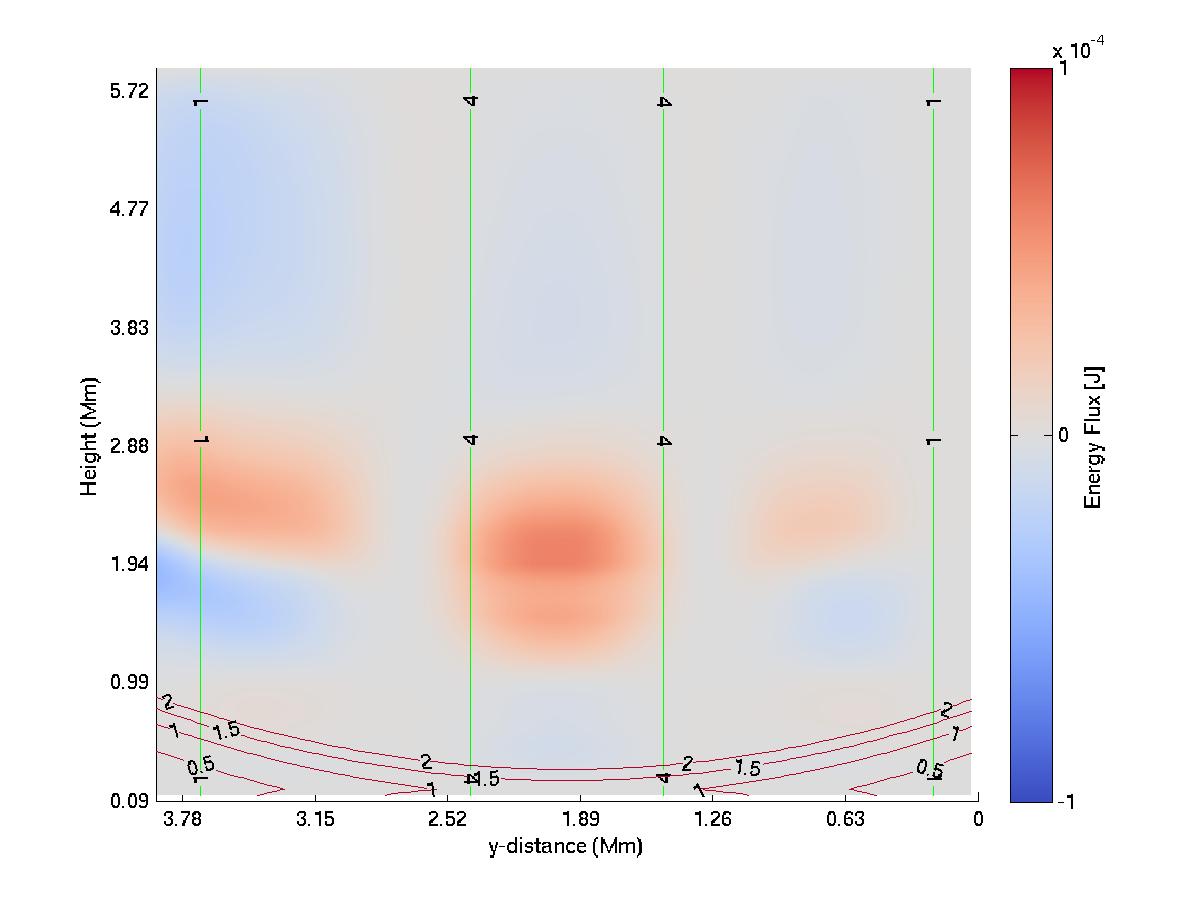 x 10^-4
1
0
-1
Energy Flux [J]
5.72
4.77
3.83
2.88
1.94
0.99
0.09
Height (Mm)
1 4 4 1
1 4 4 1
2 2
1.5
1 1
2 2
0.5 1.5 1.5 0.5
1 4 4 1
1 1
3.78 3.15 2.52 1.89 1.26 0.63 0
y-distance (Mm)